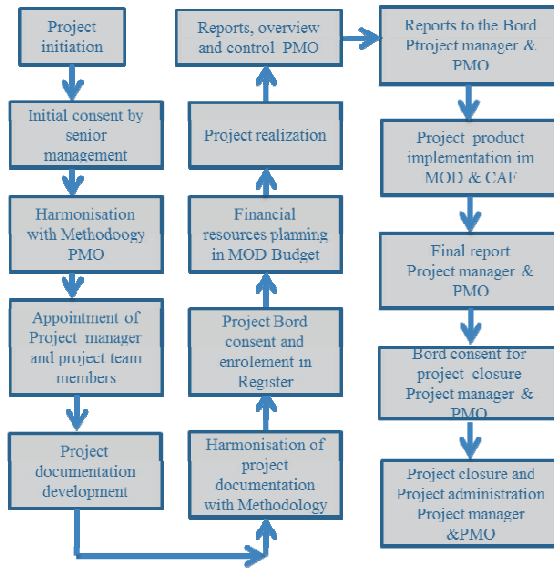 Project
initiation
Initial consent by
senior
management
Harmonisation
with Methodoogy
PMO
Appointment of
Project manager
and project team
members
Project
documentation
development
Harmonisation of
project
documentation
with Methodology
Project Bord
consent and
enrolement in
Register
Financial
resources planning
in MOD Budget
Project realization
Reports, overview
and control PMO
Reports to the Bord
Ptroject manager &
PMO
Project product
implementation im
MOD & CAF
Final report
Project manager &
PMO
Bord consent for
project closure
Project manager &
PMO
Project closure and
Project administration
Project manager
&PMO